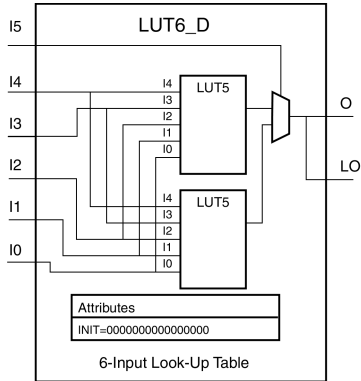 LUT6_D
I5
I4
I3
I2
I1
I0
I4
I3
I2
I1
I0
LUT5
I4
I3
I2
I1
I0
LUT5
O
LO
Attributes
INIT=0000000000000000
6-Input Look-Up Table